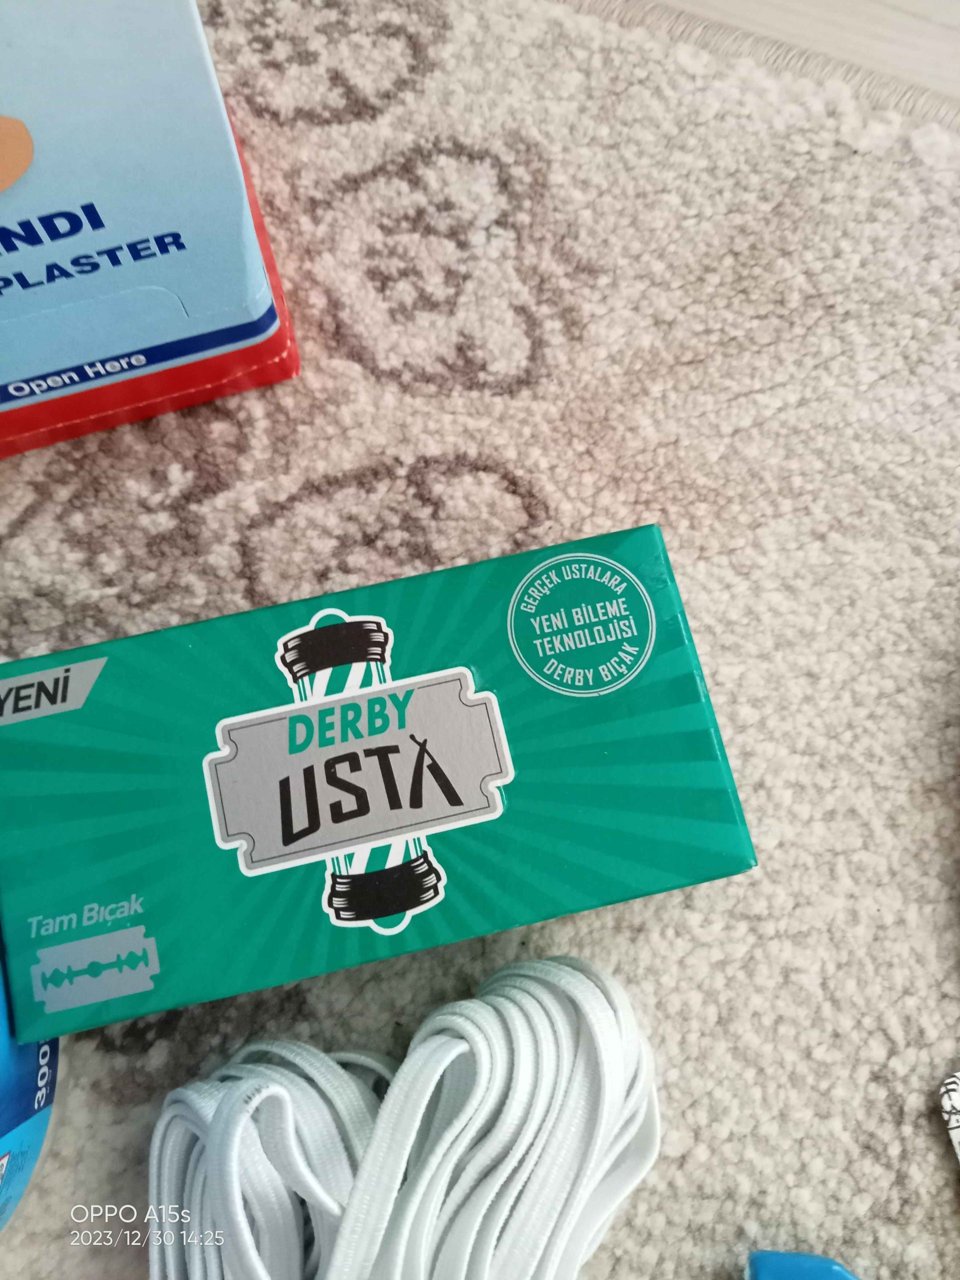 NDI
PLASTER
Open Here
YENİ
DERBY
USTA
GERÇEK USTALARA
YENİ BİLEME
TEKNOLOJİSİ
DERBY BIÇAK
Tam Bıçak
300
OPPO A15s
2023/12/30 14:25